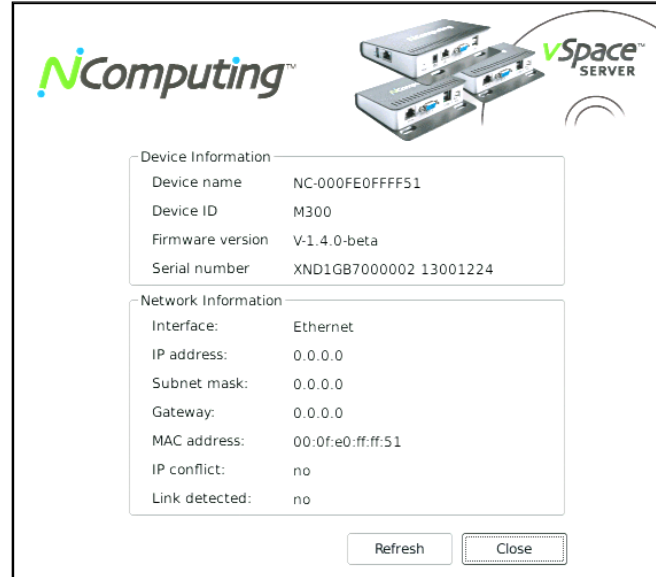 NComputing™
vSpace™
SERVER
Device Information
Device name NC-000FE0FFFF51
Device ID M300
Firmware version V-1.4.0-beta
Serial number XND1GB7000002 13001224
Network Information
Interface: Ethernet
IP address: 0.0.0.0
Subnet mask: 0.0.0.0
Gateway: 0.0.0.0
MAC address: 00:0f:e0:ff:ff:51
IP conflict: no
Link detected: no
Refresh Close